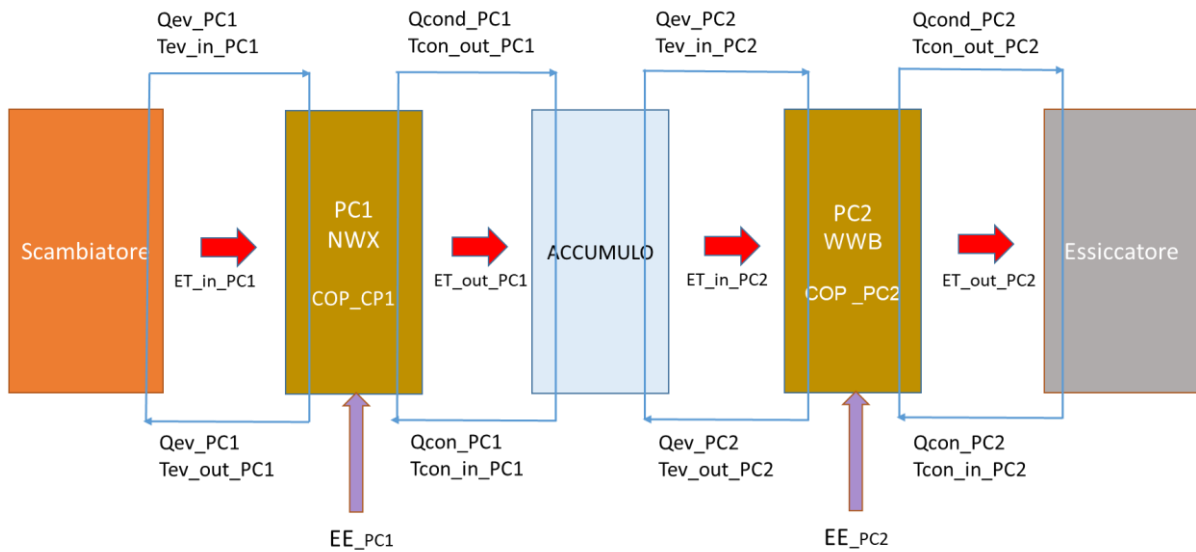 Qev_PC1
Tev_in_PC1
Qcond_PC1
Tcon_out_PC1
Qev_PC2
Tev_in_PC2
Qcond_PC2
Tcon_out_PC2
Scambiatore
ET_in_PC1
PC1
NWX
COP_CP1
ET_out_PC1
ACCUMULO
ET_in_PC2
PC2
WWB
COP _PC2
ET_out_PC2
Essiccatore
Qev_PC1
Tev_out_PC1
Qcon_PC1
Tcon_in_PC1
Qev_PC2
Tev_out_PC2
Qcon_PC2
Tcon_in_PC2
EE_PC1
EE_PC2